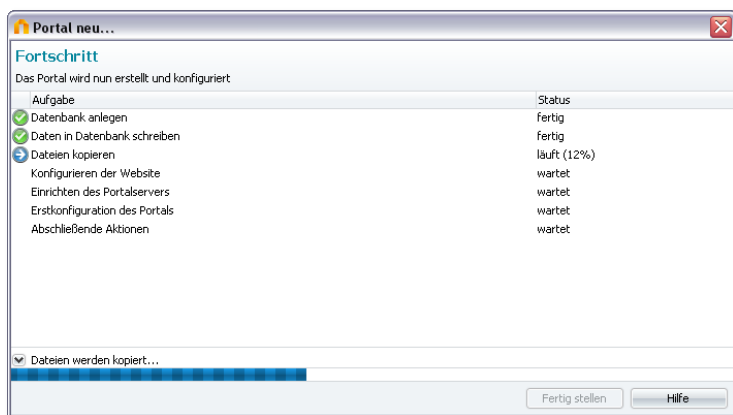 Portal neu...
Fortschritt
Das Portal wird nun erstellt und konfiguriert
Aufgabe Status
Datenbank anlegen fertig
Daten in Datenbank schreiben fertig
Dateien kopieren läuft (12%)
Konfigurieren der Website wartet
Einrichten des Portalservers wartet
Erstkonfiguration des Portals wartet
Abschließende Aktionen wartet
Dateien werden kopiert...
Fertig stellen Hilfe